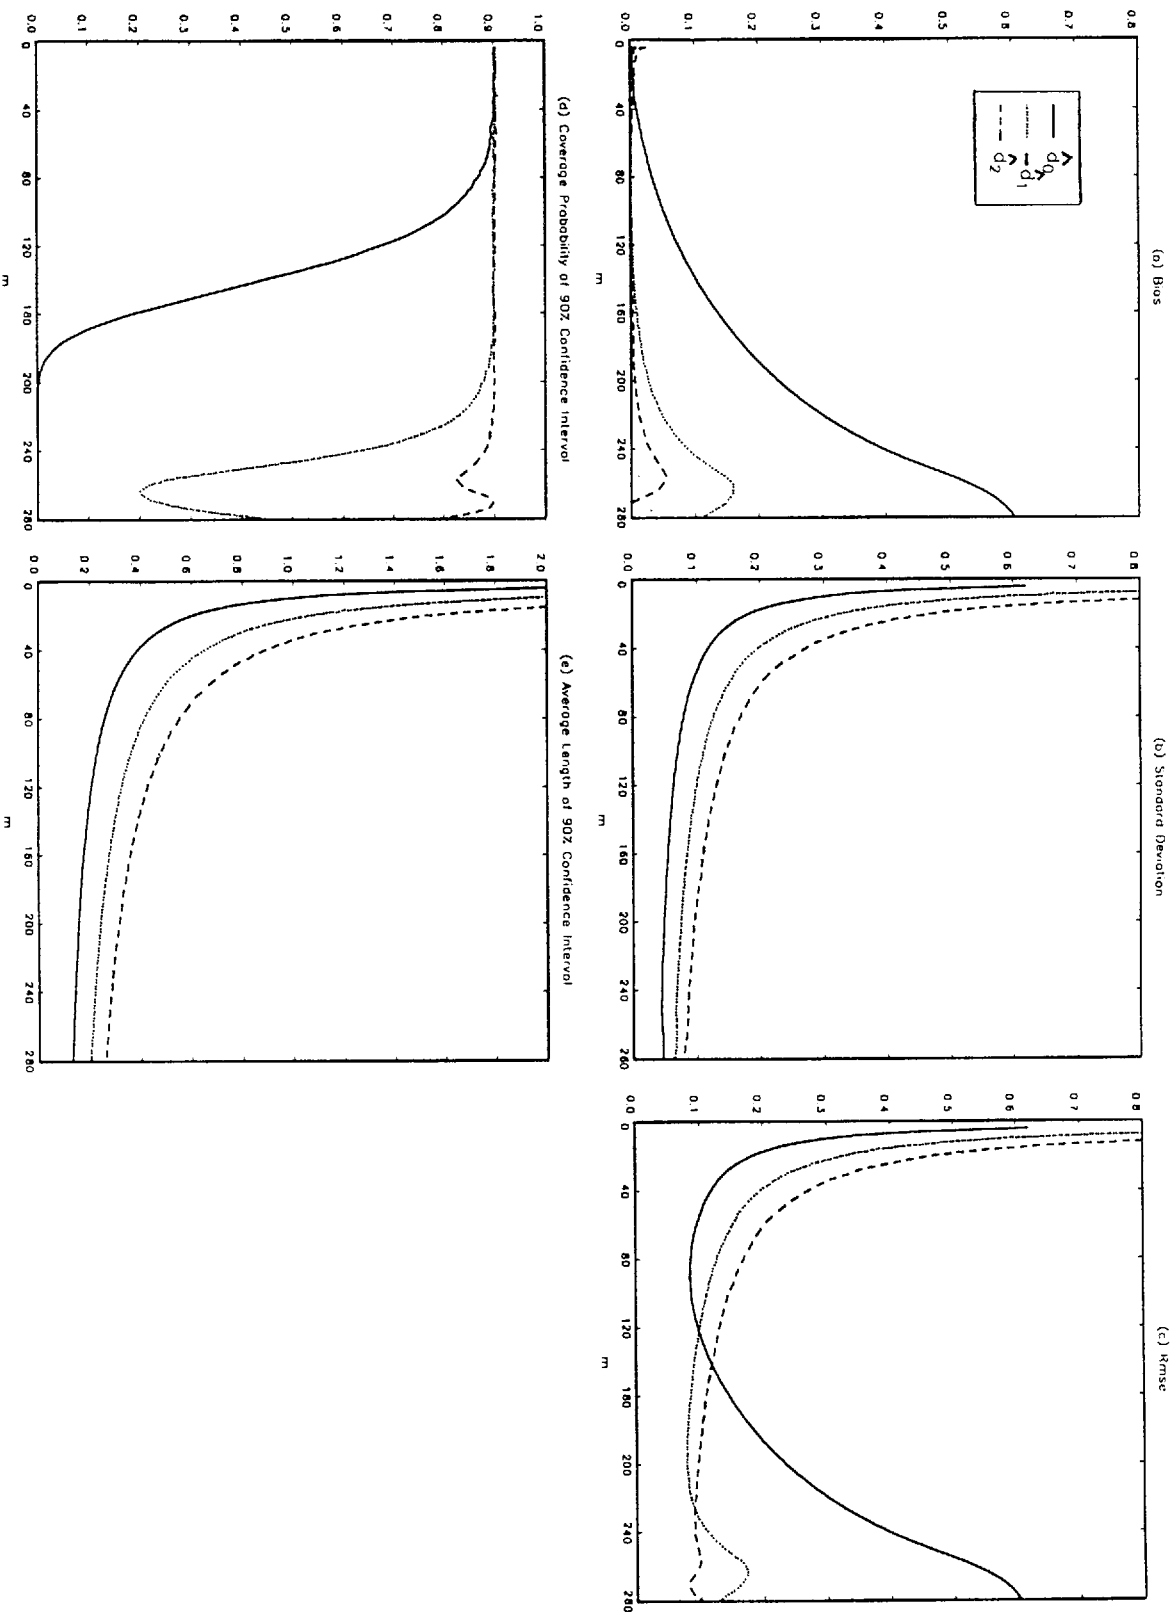 (a) Bias
0.8
0.7
0.6
0.5
0.4
0.3
0.2
0.1
0.0
d̂0
d̂1
d̂2
0 40 80 120 160 200 240 280
m
(b) Standard Deviation
0.8
0.7
0.6
0.5
0.4
0.3
0.2
0.1
0.0
0 40 80 120 160 200 240 280
m
(c) Rmse
0.8
0.7
0.6
0.5
0.4
0.3
0.2
0.1
0.0
0 40 80 120 160 200 240 280
m
(d) Coverage Probability of 90% Confidence Interval
1.0
0.9
0.8
0.7
0.6
0.5
0.4
0.3
0.2
0.1
0.0
0 40 80 120 160 200 240 280
m
(e) Average Length of 90% Confidence Interval
2.0
1.8
1.6
1.4
1.2
1.0
0.8
0.6
0.4
0.2
0.0
0 40 80 120 160 200 240 280
m